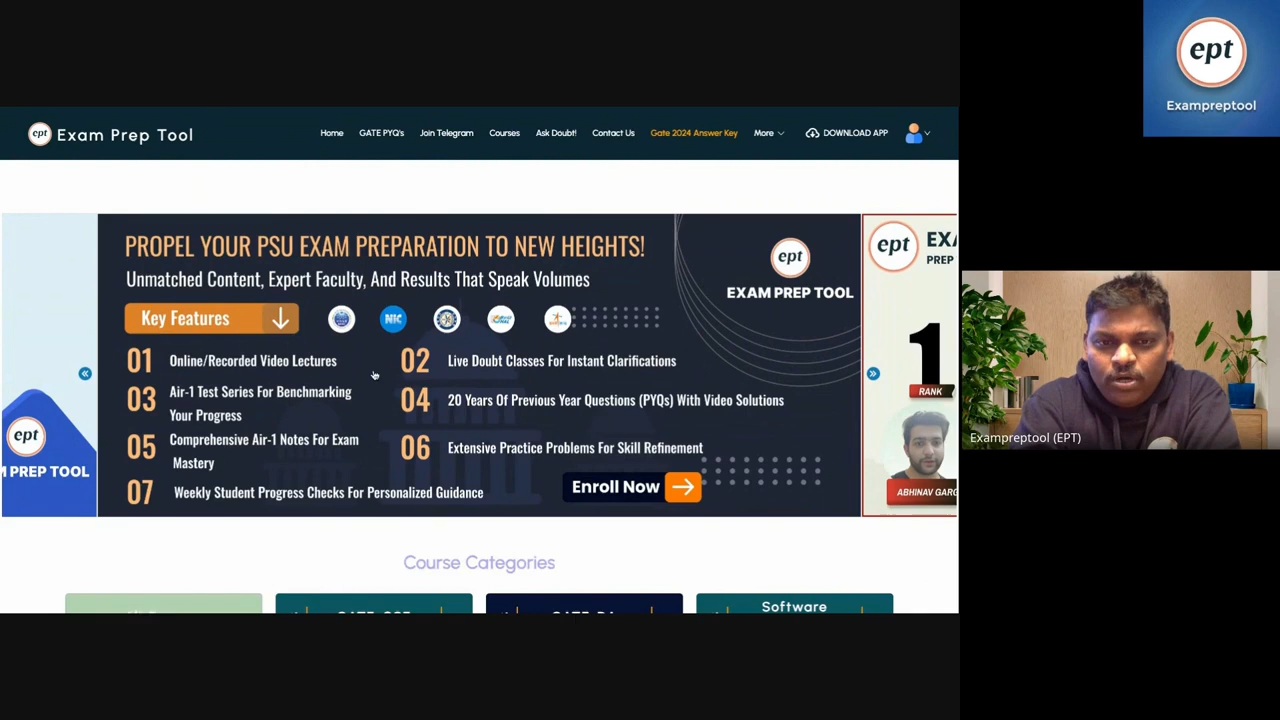 ept
Exampreptool
ept Exam Prep Tool
Home GATE PYQ's Join Telegram Courses Ask Doubt! Contact Us Gate 2024 Answer Key More DOWNLOAD APP
PROPEL YOUR PSU EXAM PREPARATION TO NEW HEIGHTS!
Unmatched Content, Expert Faculty, And Results That Speak Volumes
Key Features
NIC
ept
EXAM PREP TOOL
01 Online/Recorded Video Lectures
02 Live Doubt Classes For Instant Clarifications
03 Air-1 Test Series For Benchmarking
Your Progress
04 20 Years Of Previous Year Questions (PYQs) With Video Solutions
05 Comprehensive Air-1 Notes For Exam
Mastery
06 Extensive Practice Problems For Skill Refinement
07 Weekly Student Progress Checks For Personalized Guidance
Enroll Now
ept
M PREP TOOL
ept EX
PREP
1
RANK
ABHINAV GARG
Exampreptool (EPT)
Course Categories
Software